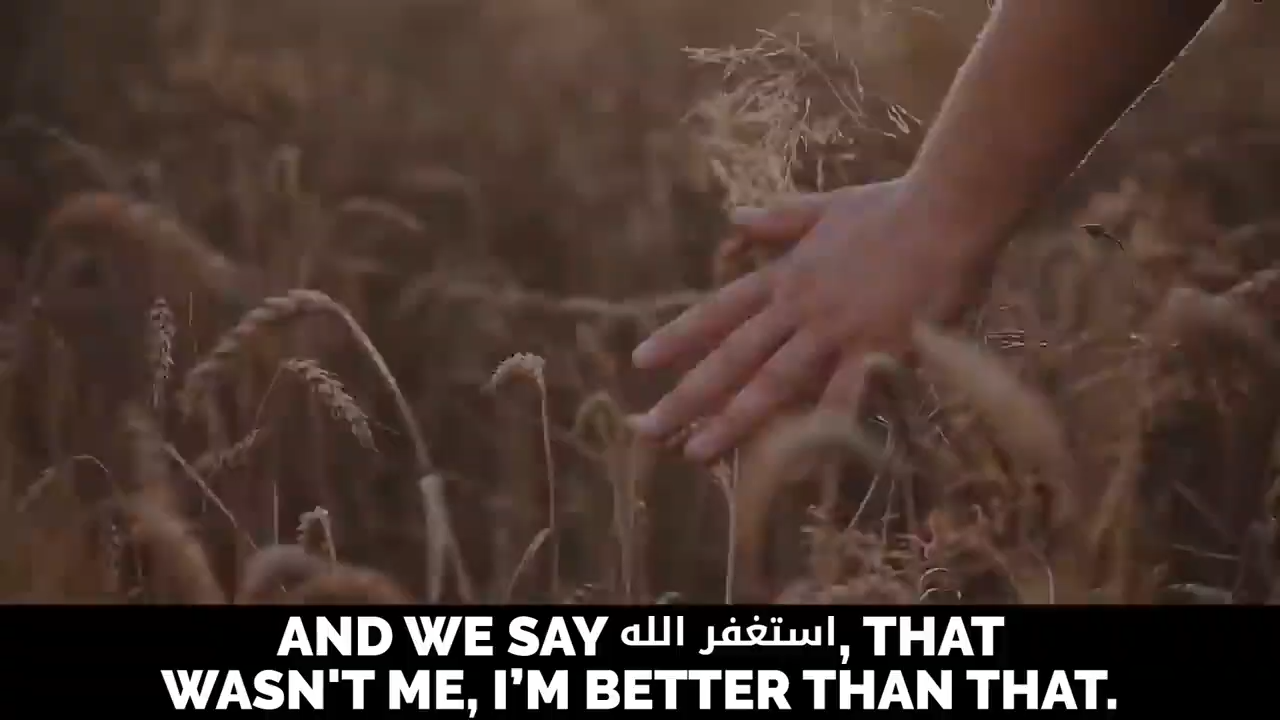 AND WE SAY استغفر الله, THAT
WASN'T ME, I’M BETTER THAN THAT.